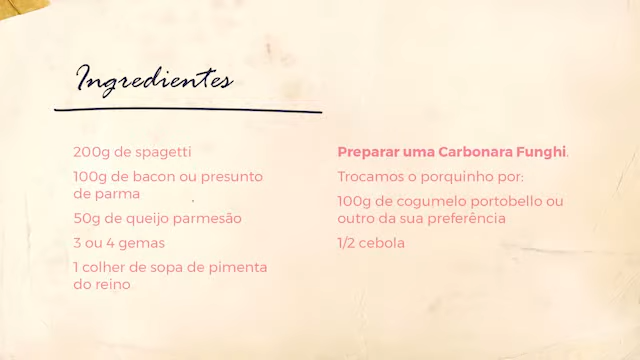 Ingredientes
200g de spagetti
100g de bacon ou presunto
de parma
50g de queijo parmesão
3 ou 4 gemas
1 colher de sopa de pimenta
do reino
Preparar uma Carbonara Funghi.
Trocamos o porquinho por:
100g de cogumelo portobello ou
outro da sua preferência
1/2 cebola